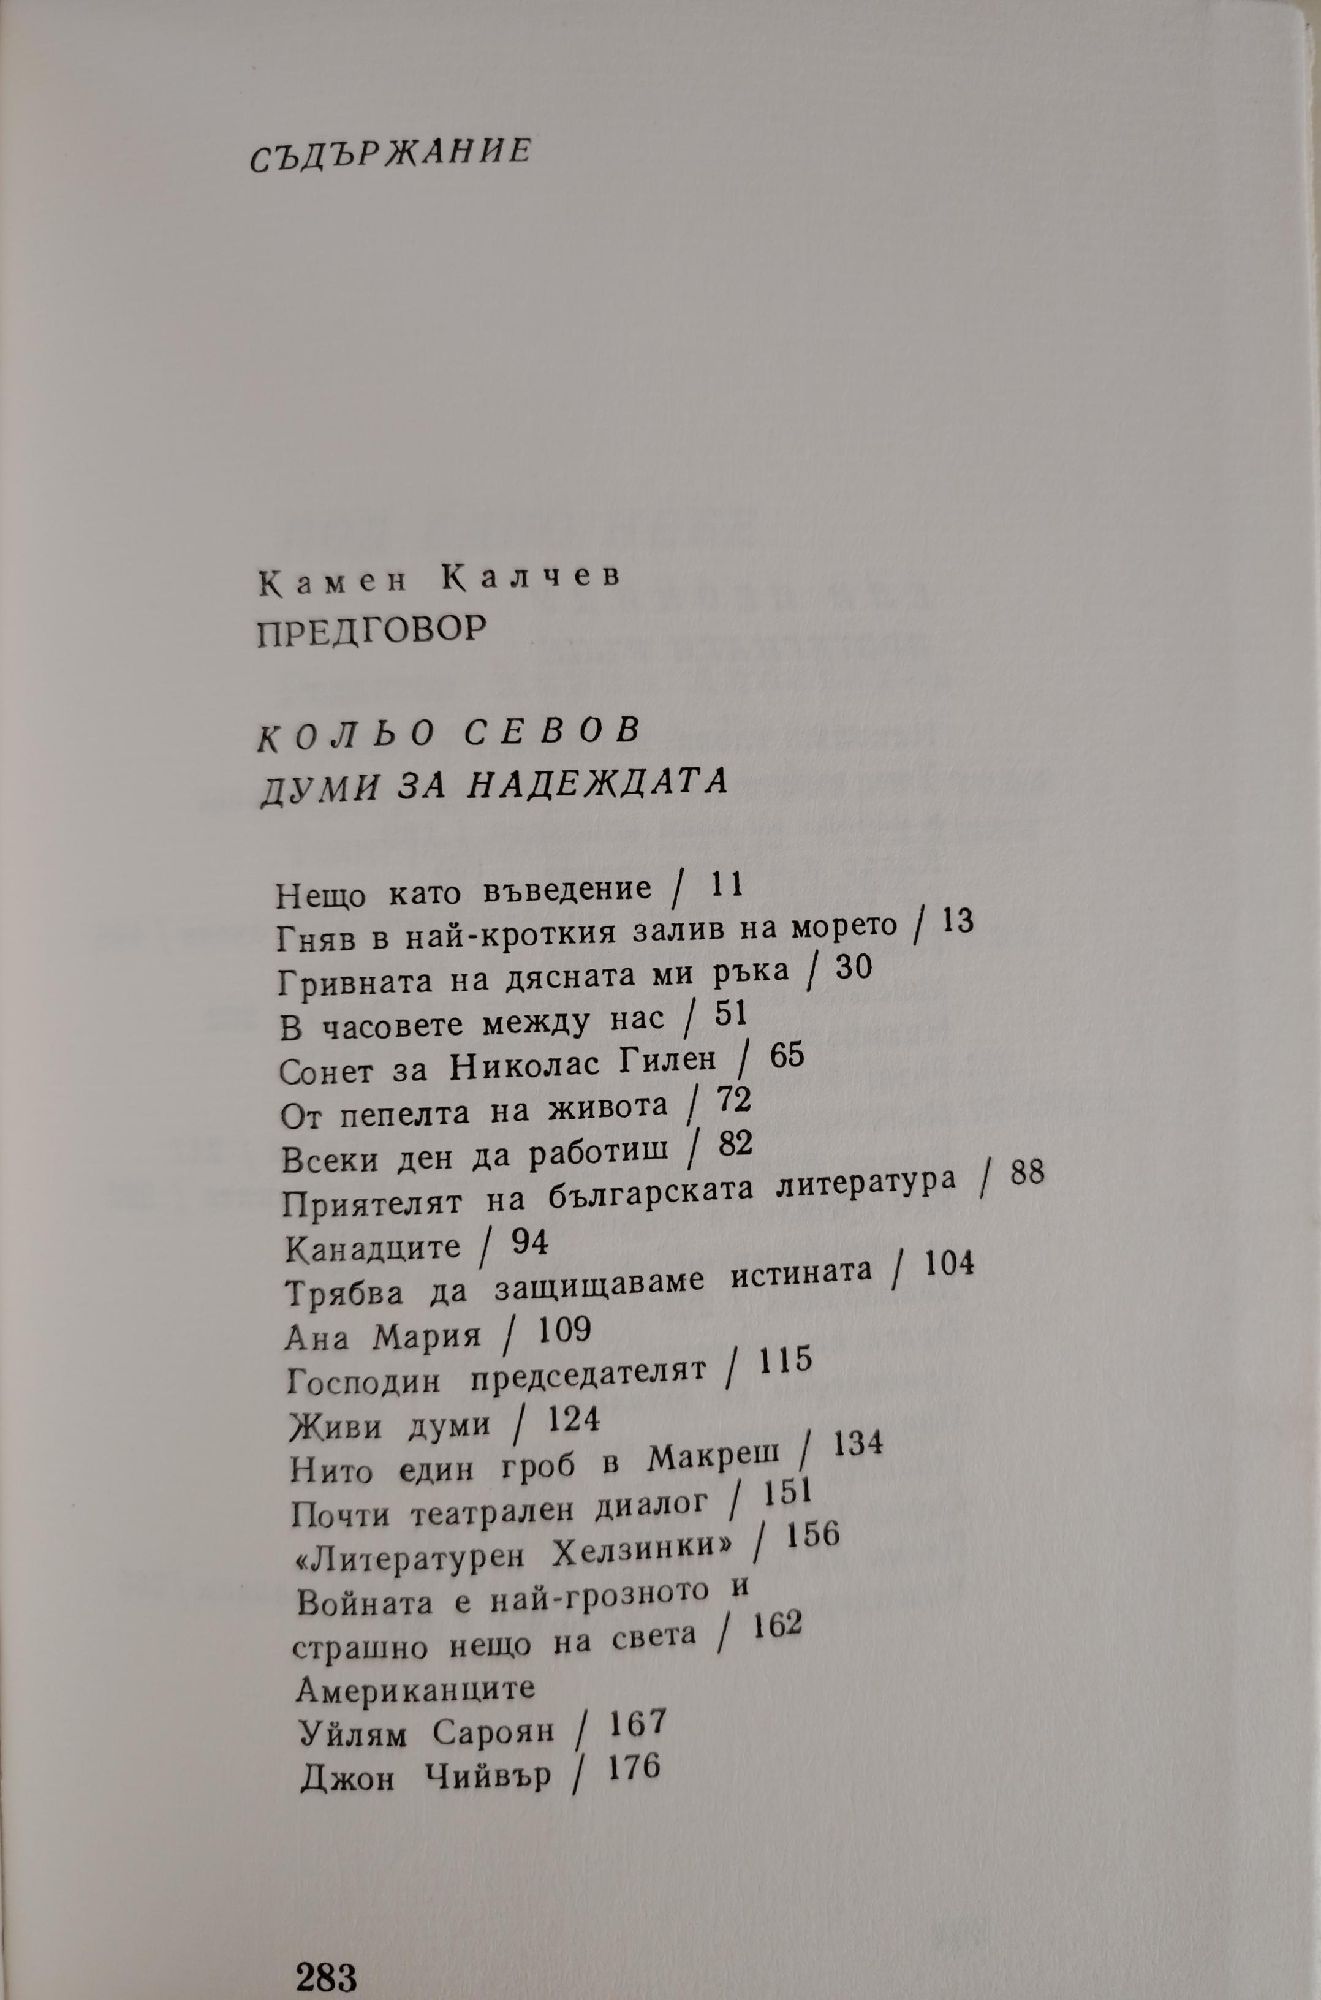 СЪДЪРЖАНИЕ
Камен Калчев
ПРЕДГОВОР
КОЛЬО СЕВОВ
ДУМИ ЗА НАДЕЖДАТА
Нещо като въведение / 11
Гняв в най-кроткия залив на морето / 13
Гривната на дясната ми ръка / 30
В часовете между нас / 51
Сонет за Николас Гилен / 65
От пепелта на живота / 72
Всеки ден да работиш / 82
Приятелят на българската литература / 88
Канадците / 94
Трябва да защищаваме истината / 104
Ана Мария / 109
Господин председателят / 115
Живи думи / 124
Нито един гроб в Макреш / 134
Почти театрален диалог / 151
«Литературен Хелзинки» / 156
Войната е най-грозното и
страшно нещо на света / 162
Американците
Уйлям Сароян / 167
Джон Чийвър / 176
283